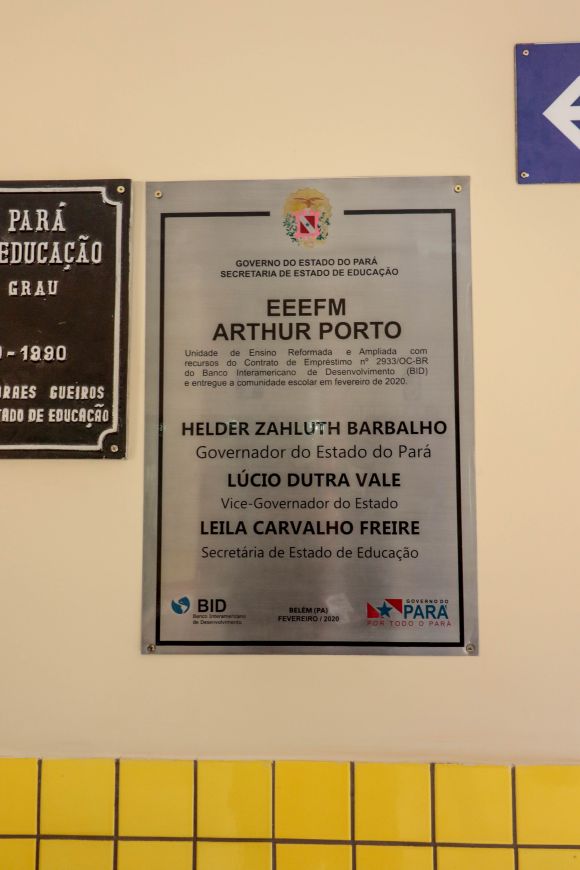 PARÁ
EDUCAÇÃO
GRAU
- 1990
GUEIROS
DE EDUCAÇÃO
GOVERNO DO ESTADO DO PARÁ
SECRETARIA DE ESTADO DE EDUCAÇÃO
EEEFM
ARTHUR PORTO
Unidade de Ensino Reformada e Ampliada com
recursos do Contrato de Empréstimo nº 2933/OC-BR
do Banco Interamericano de Desenvolvimento (BID)
e entregue a comunidade escolar em fevereiro de 2020.
HELDER ZAHLUTH BARBALHO
Governador do Estado do Pará
LÚCIO DUTRA VALE
Vice-Governador do Estado
LEILA CARVALHO FREIRE
Secretária de Estado de Educação
BID
Banco Interamericano
de Desenvolvimento
BELÉM (PA)
FEVEREIRO / 2020
GOVERNO DO
PARÁ
POR TODO O PARÁ